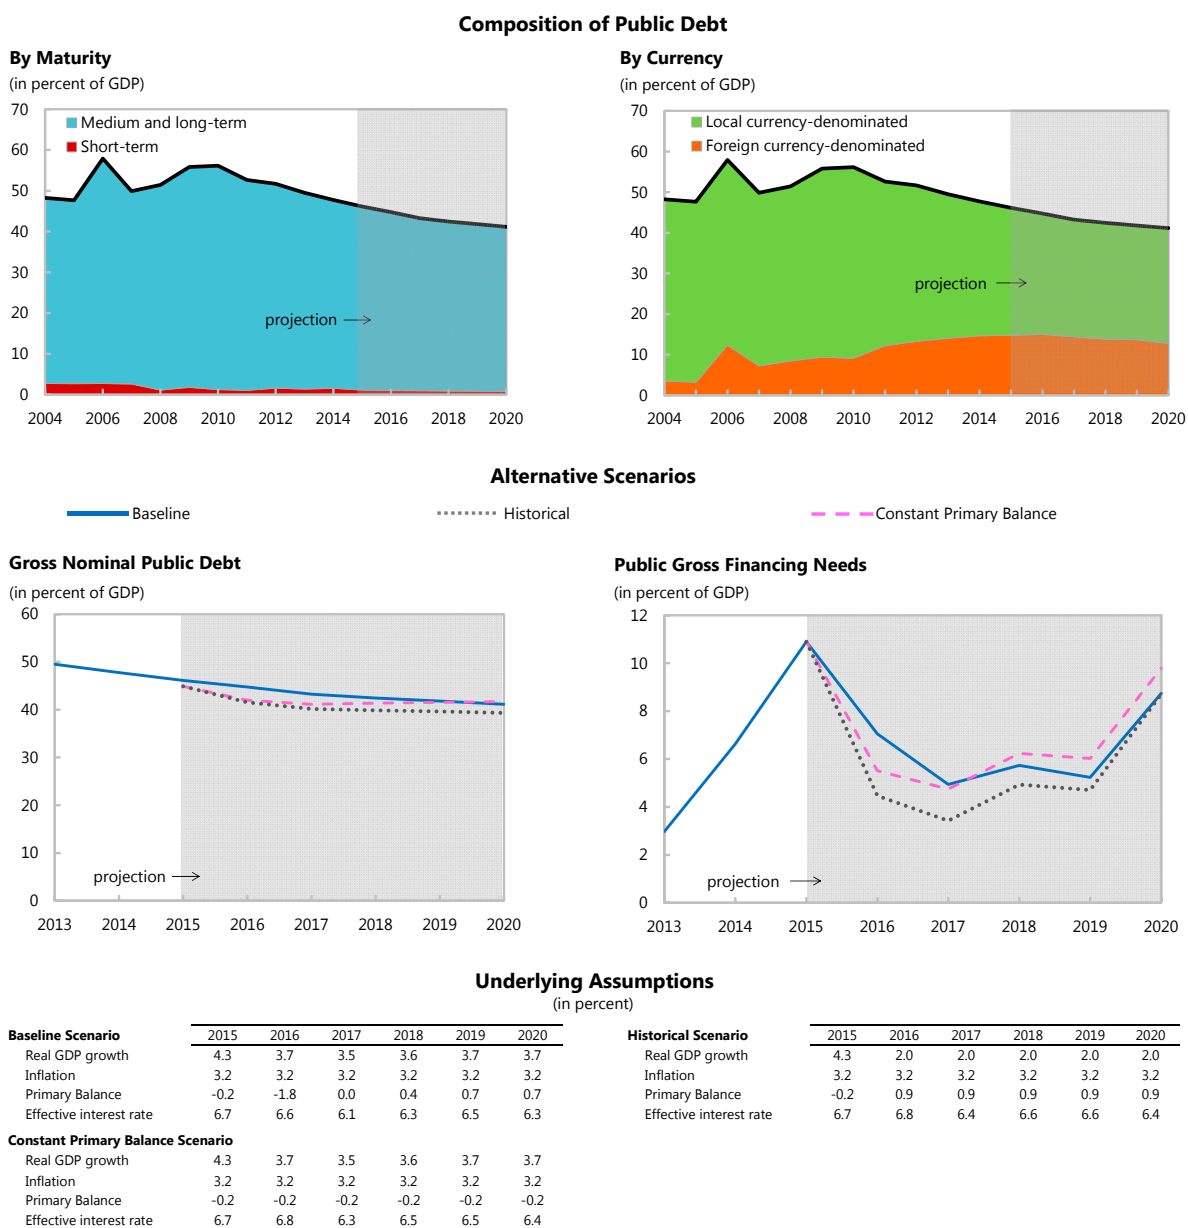 Composition of Public Debt
By Maturity
(in percent of GDP)
70
60
50
40
30
20
10
0
Medium and long-term
Short-term
projection
2004 2006 2008 2010 2012 2014 2016 2018 2020
By Currency
(in percent of GDP)
70
60
50
40
30
20
10
0
Local currency-denominated
Foreign currency-denominated
projection
2004 2006 2008 2010 2012 2014 2016 2018 2020
Alternative Scenarios
Baseline Historical Constant Primary Balance
Gross Nominal Public Debt
(in percent of GDP)
60
50
40
30
20
10
0
projection
2013 2014 2015 2016 2017 2018 2019 2020
Public Gross Financing Needs
(in percent of GDP)
12
10
8
6
4
2
0
projection
2013 2014 2015 2016 2017 2018 2019 2020
Underlying Assumptions
(in percent)
Baseline Scenario 2015 2016 2017 2018 2019 2020
Real GDP growth 4.3 3.7 3.5 3.6 3.7 3.7
Inflation 3.2 3.2 3.2 3.2 3.2 3.2
Primary Balance -0.2 -1.8 0.0 0.4 0.7 0.7
Effective interest rate 6.7 6.6 6.1 6.3 6.5 6.3
Constant Primary Balance Scenario
Real GDP growth 4.3 3.7 3.5 3.6 3.7 3.7
Inflation 3.2 3.2 3.2 3.2 3.2 3.2
Primary Balance -0.2 -0.2 -0.2 -0.2 -0.2 -0.2
Effective interest rate 6.7 6.8 6.3 6.5 6.5 6.4
Historical Scenario 2015 2016 2017 2018 2019 2020
Real GDP growth 4.3 2.0 2.0 2.0 2.0 2.0
Inflation 3.2 3.2 3.2 3.2 3.2 3.2
Primary Balance -0.2 0.9 0.9 0.9 0.9 0.9
Effective interest rate 6.7 6.8 6.4 6.6 6.6 6.4